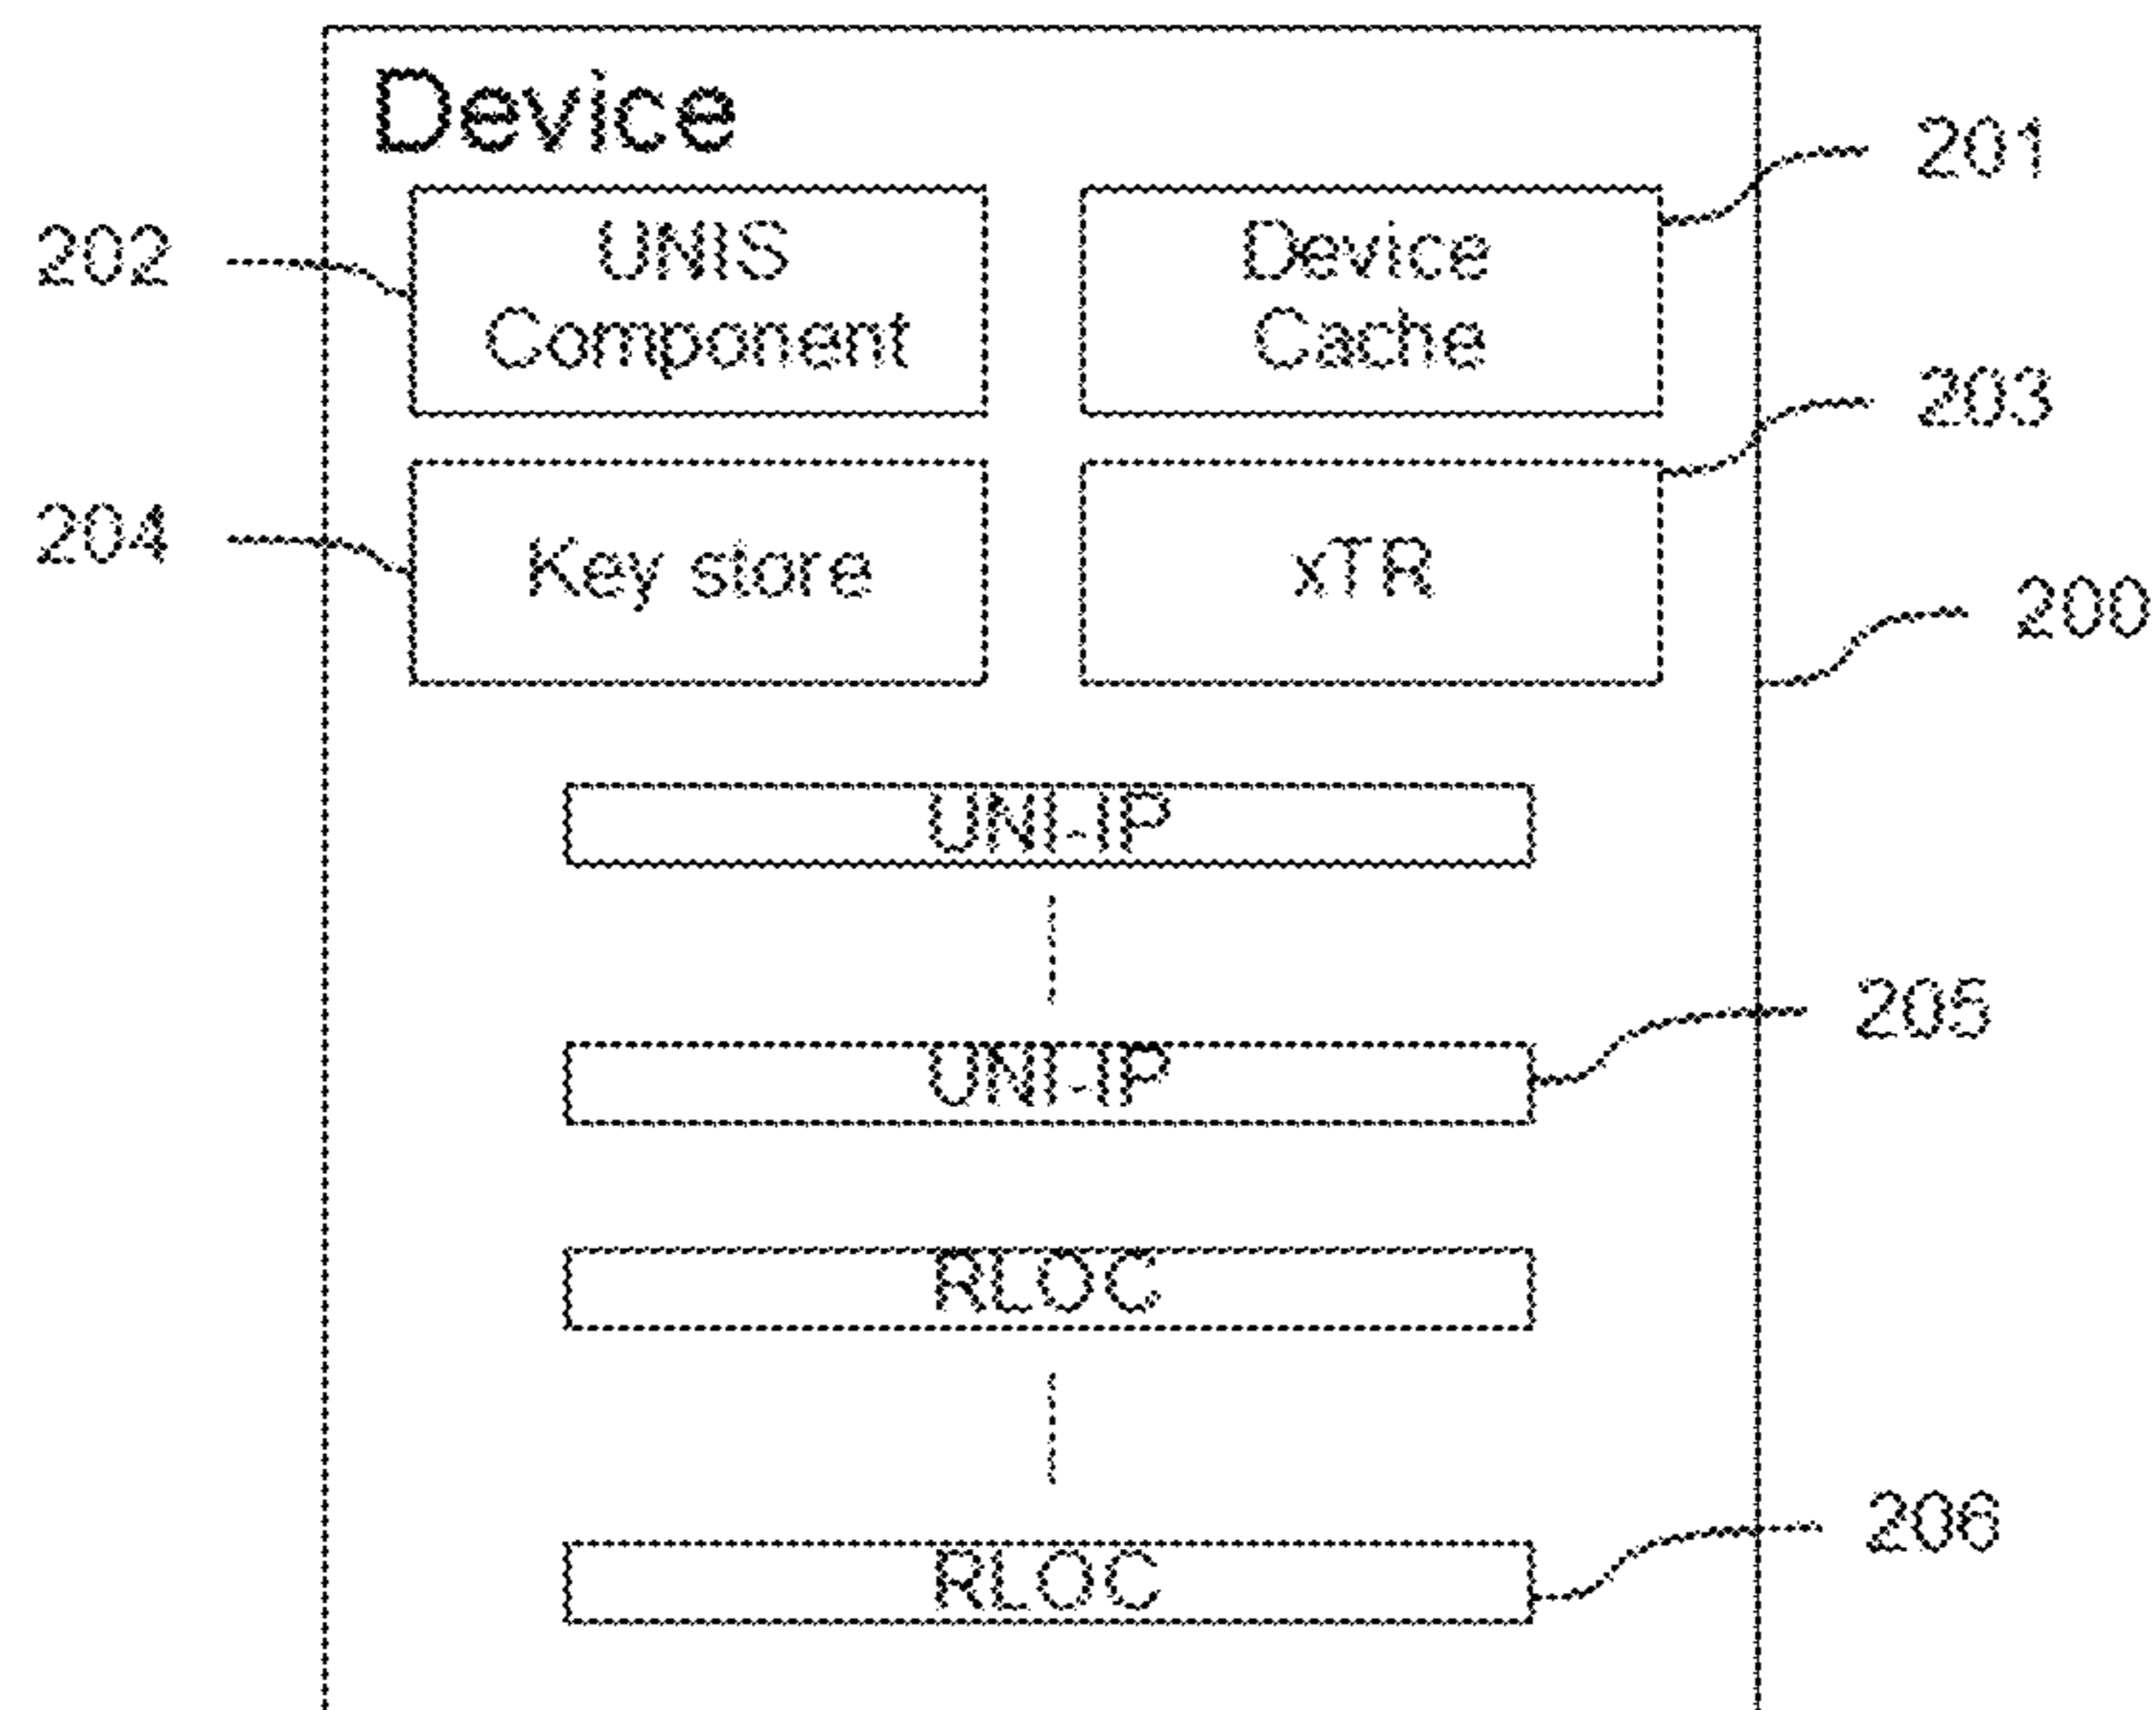 Device
201
202
UNIS
Component
Device
Cache
203
204
Key store
xTR
200
UNI-IP
205
UNI-IP
RLOC
206
RLOC